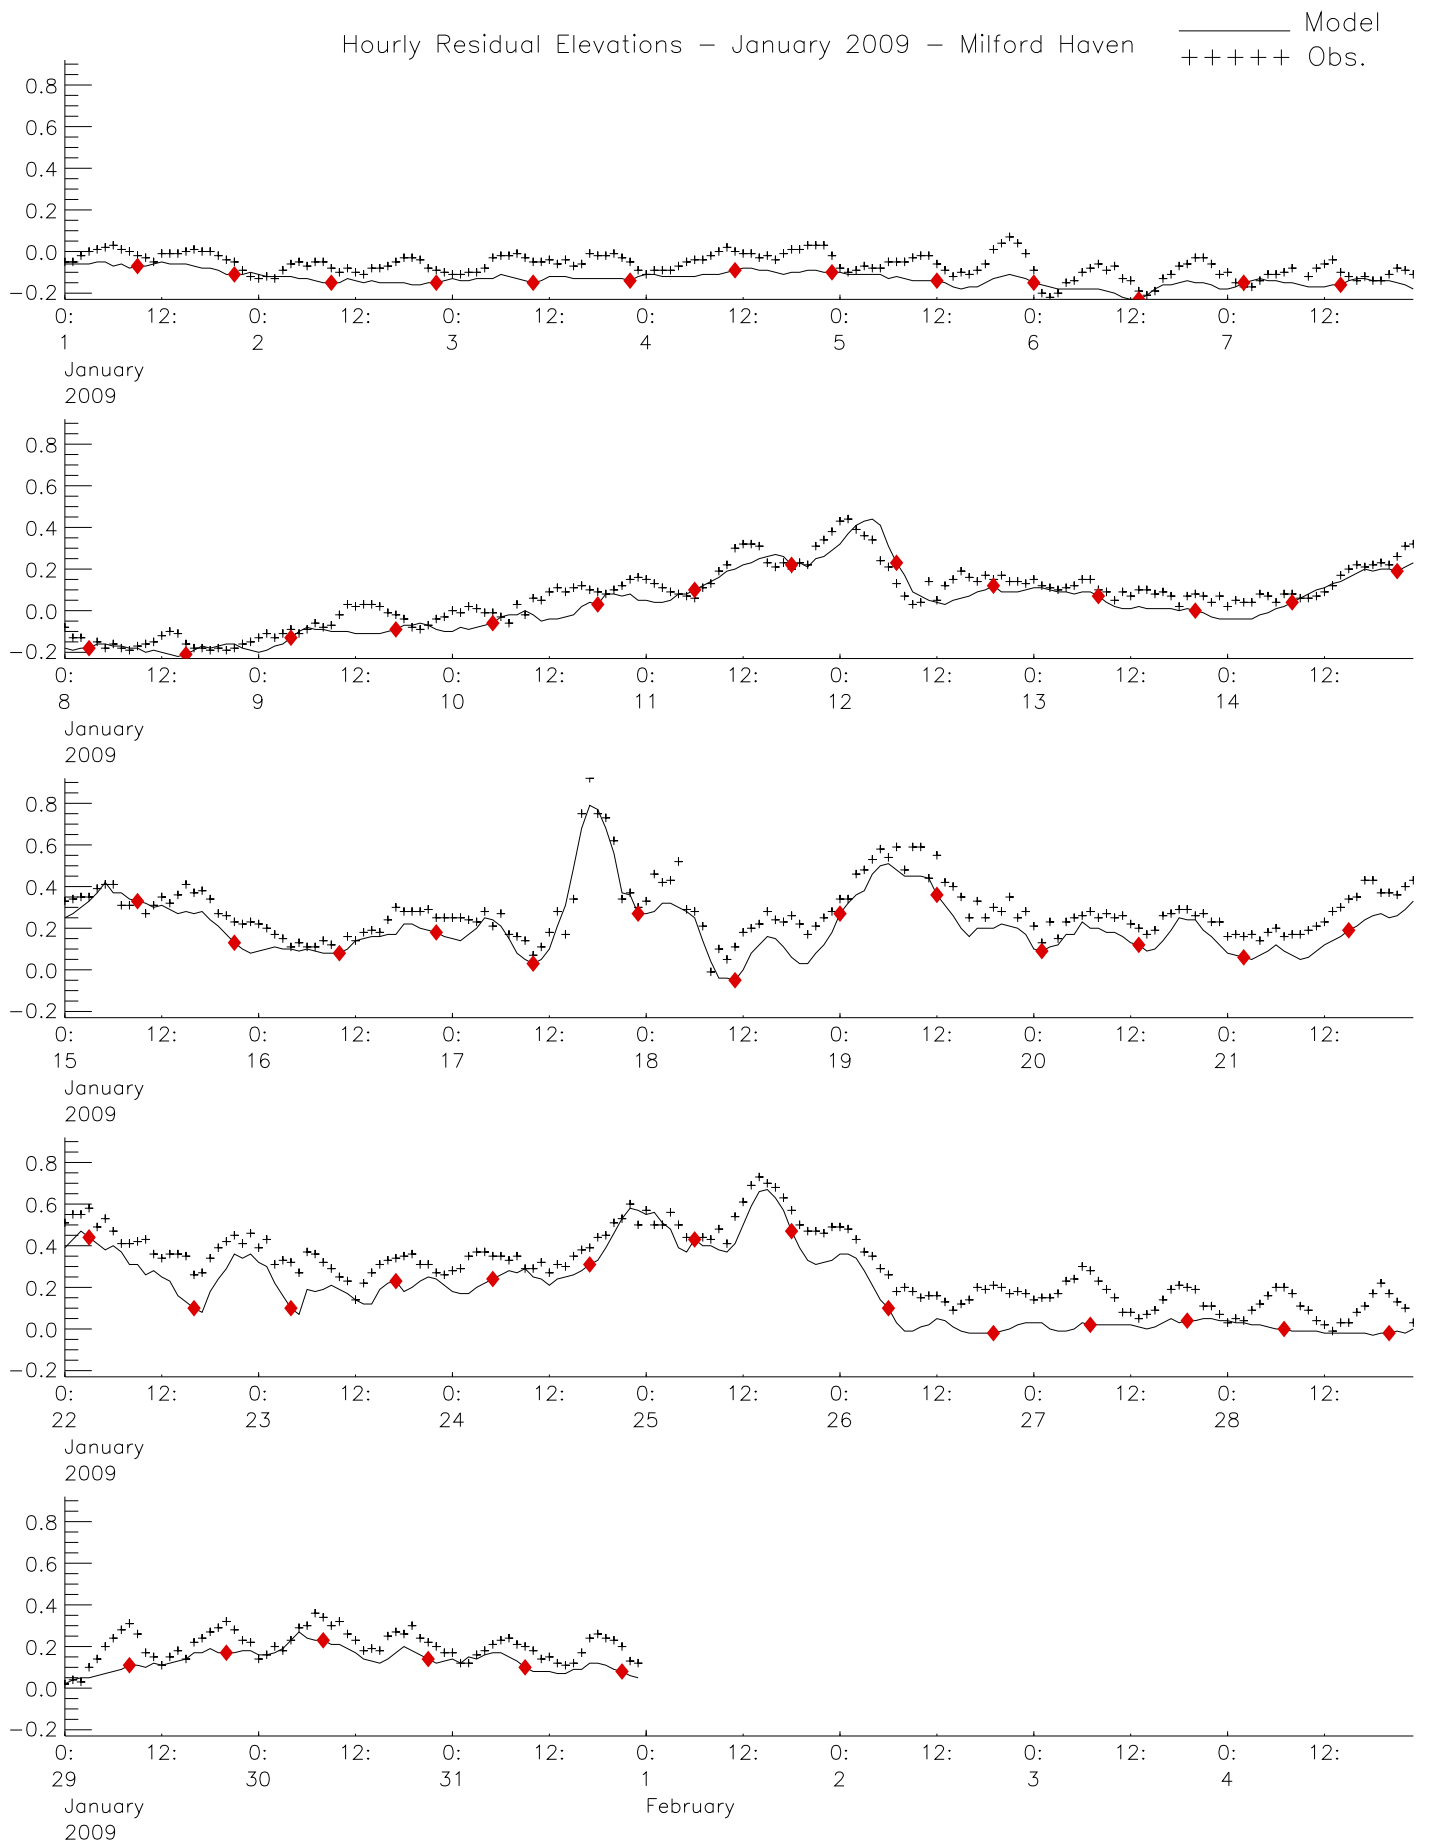 Hourly Residual Elevations − January 2009 − Milford Haven
Model
+++++ Obs.
0.8
0.6
0.4
0.2
0.0
−0.2
0: 12: 0: 12: 0: 12: 0: 12: 0: 12: 0: 12: 0: 12:
1 2 3 4 5 6 7
January
2009
0.8
0.6
0.4
0.2
0.0
−0.2
0: 12: 0: 12: 0: 12: 0: 12: 0: 12: 0: 12: 0: 12:
8 9 10 11 12 13 14
January
2009
0.8
0.6
0.4
0.2
0.0
−0.2
0: 12: 0: 12: 0: 12: 0: 12: 0: 12: 0: 12: 0: 12:
15 16 17 18 19 20 21
January
2009
0.8
0.6
0.4
0.2
0.0
−0.2
0: 12: 0: 12: 0: 12: 0: 12: 0: 12: 0: 12: 0: 12:
22 23 24 25 26 27 28
January
2009
0.8
0.6
0.4
0.2
0.0
−0.2
0: 12: 0: 12: 0: 12: 0: 12: 0: 12: 0: 12: 0: 12:
29 30 31 1 2 3 4
January February
2009